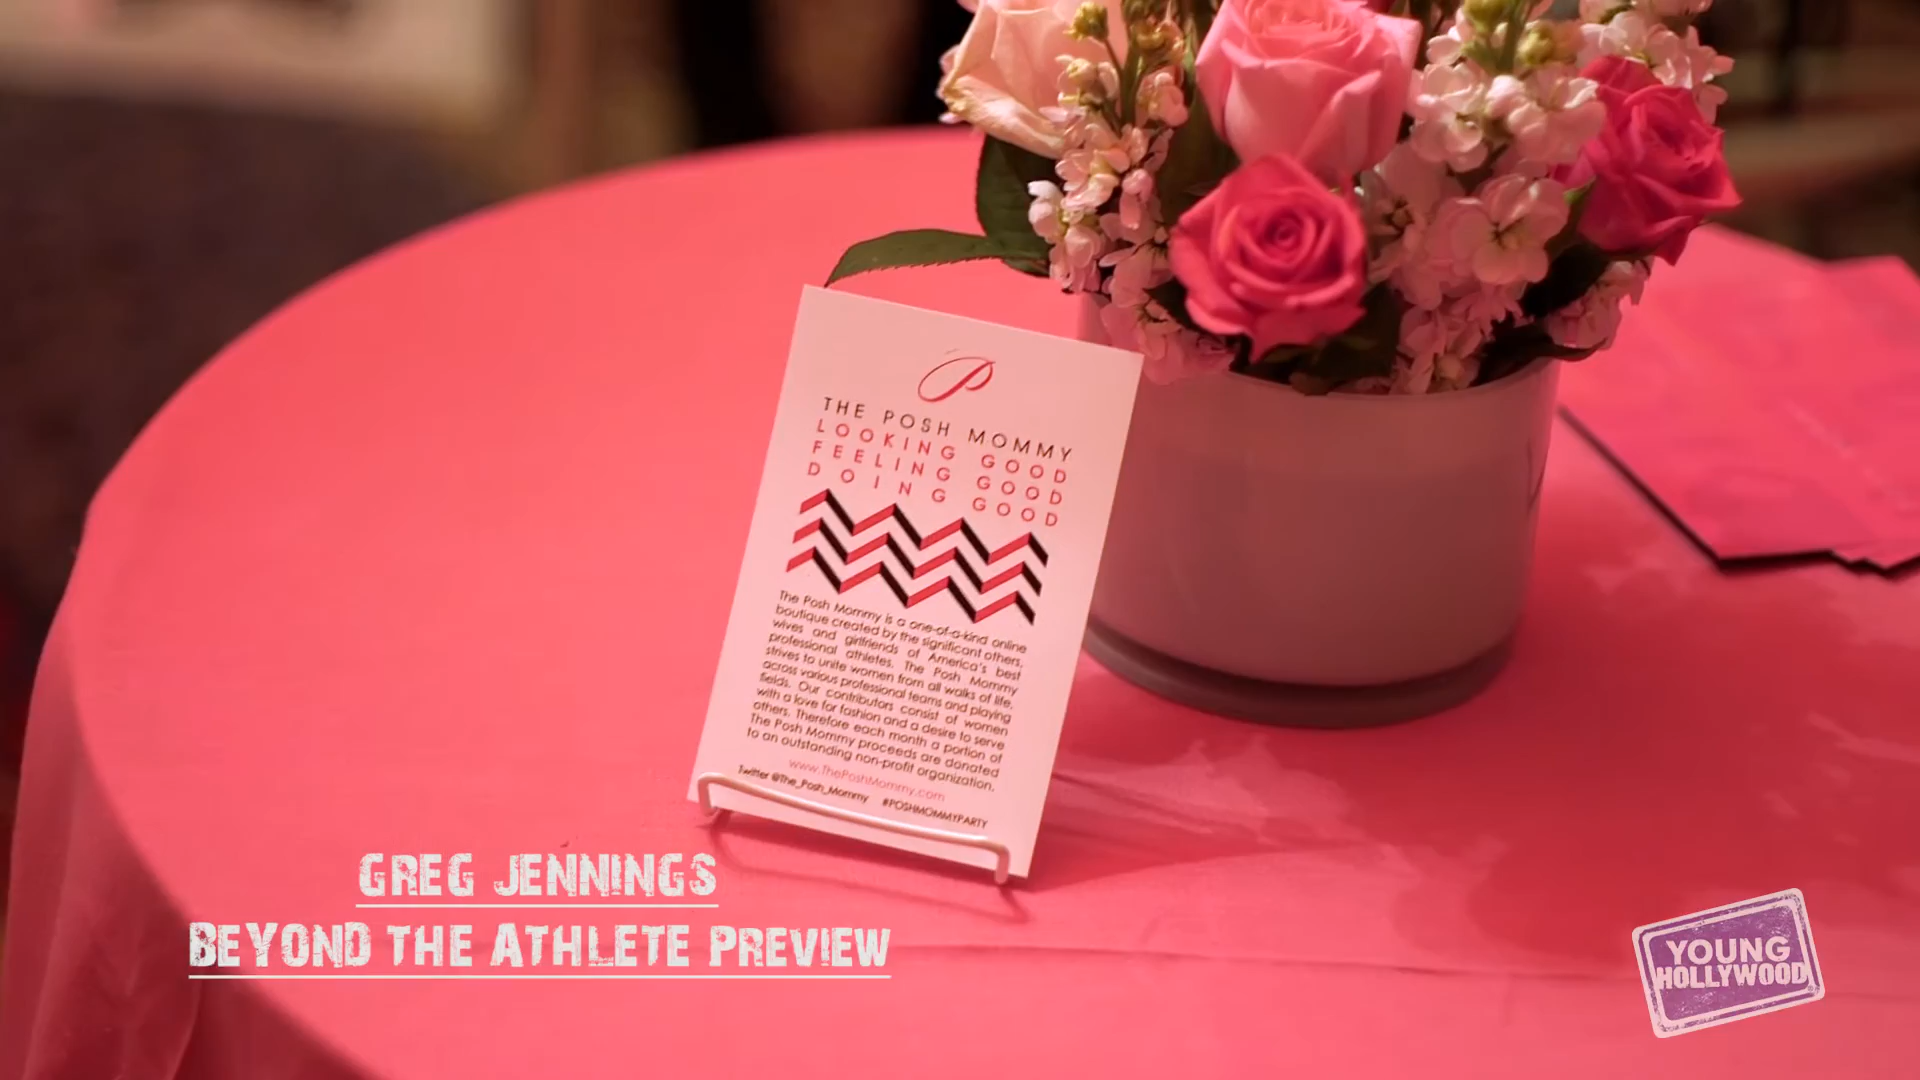 P
THE POSH MOMMY
LOOKING GOOD
FEELING GOOD
DOING GOOD
The Posh Mommy is a one-of-a-kind online
boutique created by the significant others,
wives and girlfriends of America's best
professional athletes. The Posh Mommy
strives to unite women from all walks of life,
across various professional teams and playing
fields. Our contributors consist of women
with a love for fashion and a desire to serve
others. Therefore each month a portion of
The Posh Mommy proceeds are donated
to an outstanding non-profit organization.
www.ThePoshMommy.com
Twitter @The_Posh_Mommy #POSHMOMMYPARTY
GREG JENNINGS
BEYOND THE ATHLETE PREVIEW
YOUNG
HOLLYWOOD